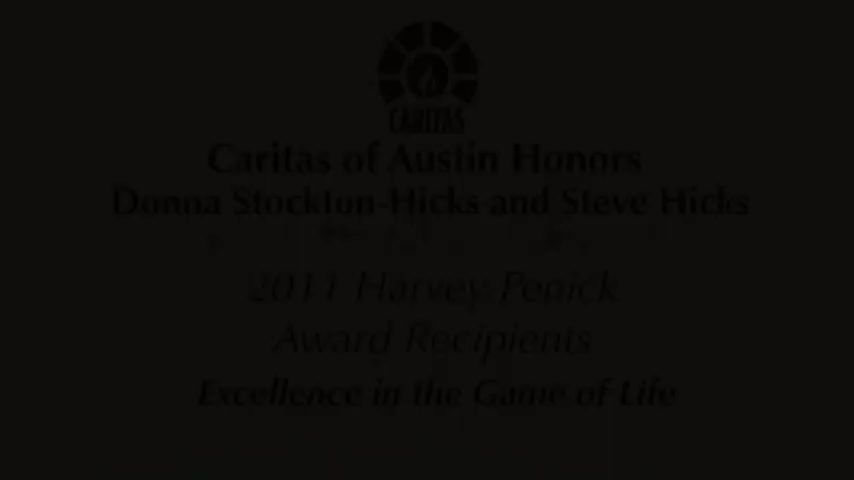 CARITAS
Caritas of Austin Honors
Donna Stockton-Hicks and Steve Hicks
2011 Harvey Penick
Award Recipients
Excellence in the Game of Life